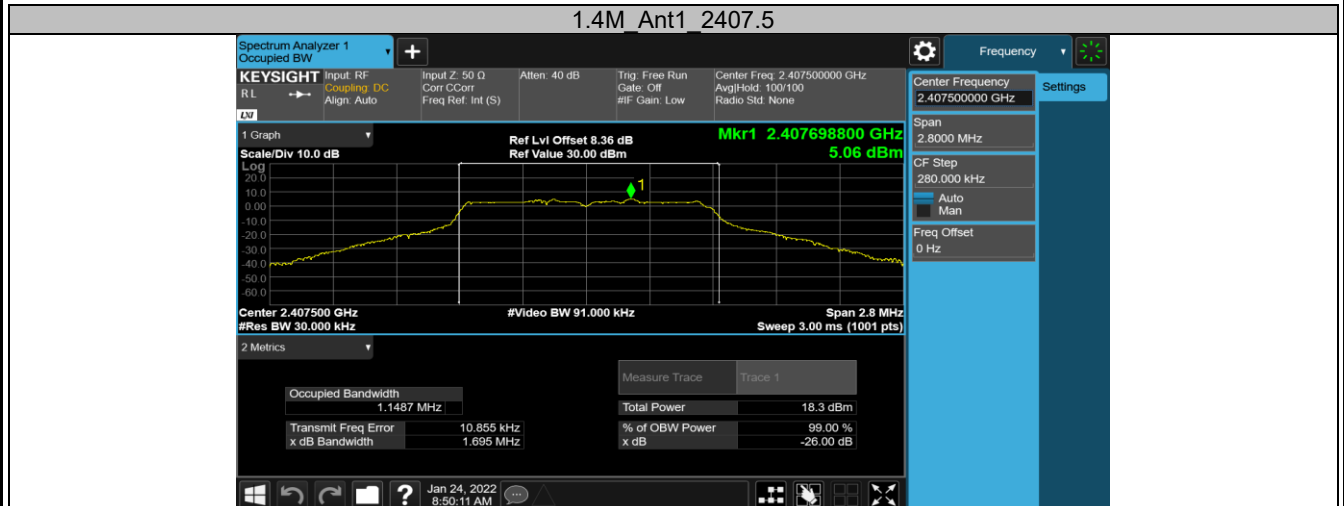 1.4M_Ant1_2407.5
Spectrum Analyzer 1
Occupied BW
+
Frequency
KEYSIGHT
RL
LXI
Input: RF
Coupling: DC
Align: Auto
Input Z: 50 Ω
Corr CCorr
Freq Ref: Int (S)
Atten: 40 dB
Trig: Free Run
Gate: Off
#IF Gain: Low
Center Freq: 2.407500000 GHz
Avg|Hold: 100/100
Radio Std: None
Center Frequency
2.407500000 GHz
Settings
Span
2.8000 MHz
CF Step
280.000 kHz
Auto
Man
Freq Offset
0 Hz
1 Graph
Scale/Div 10.0 dB
Ref Lvl Offset 8.36 dB
Ref Value 30.00 dBm
Mkr1 2.407698800 GHz
5.06 dBm
Log
20.0
10.0
0.00
-10.0
-20.0
-30.0
-40.0
-50.0
-60.0
1
Center 2.407500 GHz
#Res BW 30.000 kHz
#Video BW 91.000 kHz
Span 2.8 MHz
Sweep 3.00 ms (1001 pts)
2 Metrics
Measure Trace Trace 1
Occupied Bandwidth
1.1487 MHz
Total Power 18.3 dBm
Transmit Freq Error 10.855 kHz
% of OBW Power 99.00 %
x dB Bandwidth 1.695 MHz
x dB -26.00 dB
?
Jan 24, 2022
8:50:11 AM